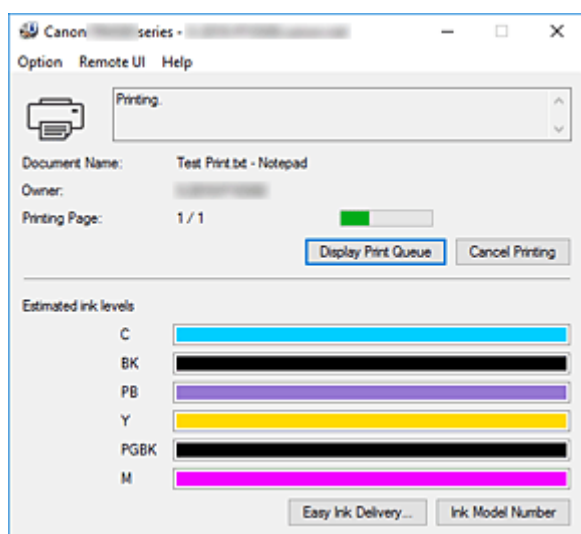 Canon series -
Option Remote UI Help
Printing.
Document Name: Test Print.txt - Notepad
Owner:
Printing Page: 1 / 1
Display Print Queue Cancel Printing
Estimated ink levels
C
BK
PB
Y
PGBK
M
Easy Ink Delivery... Ink Model Number